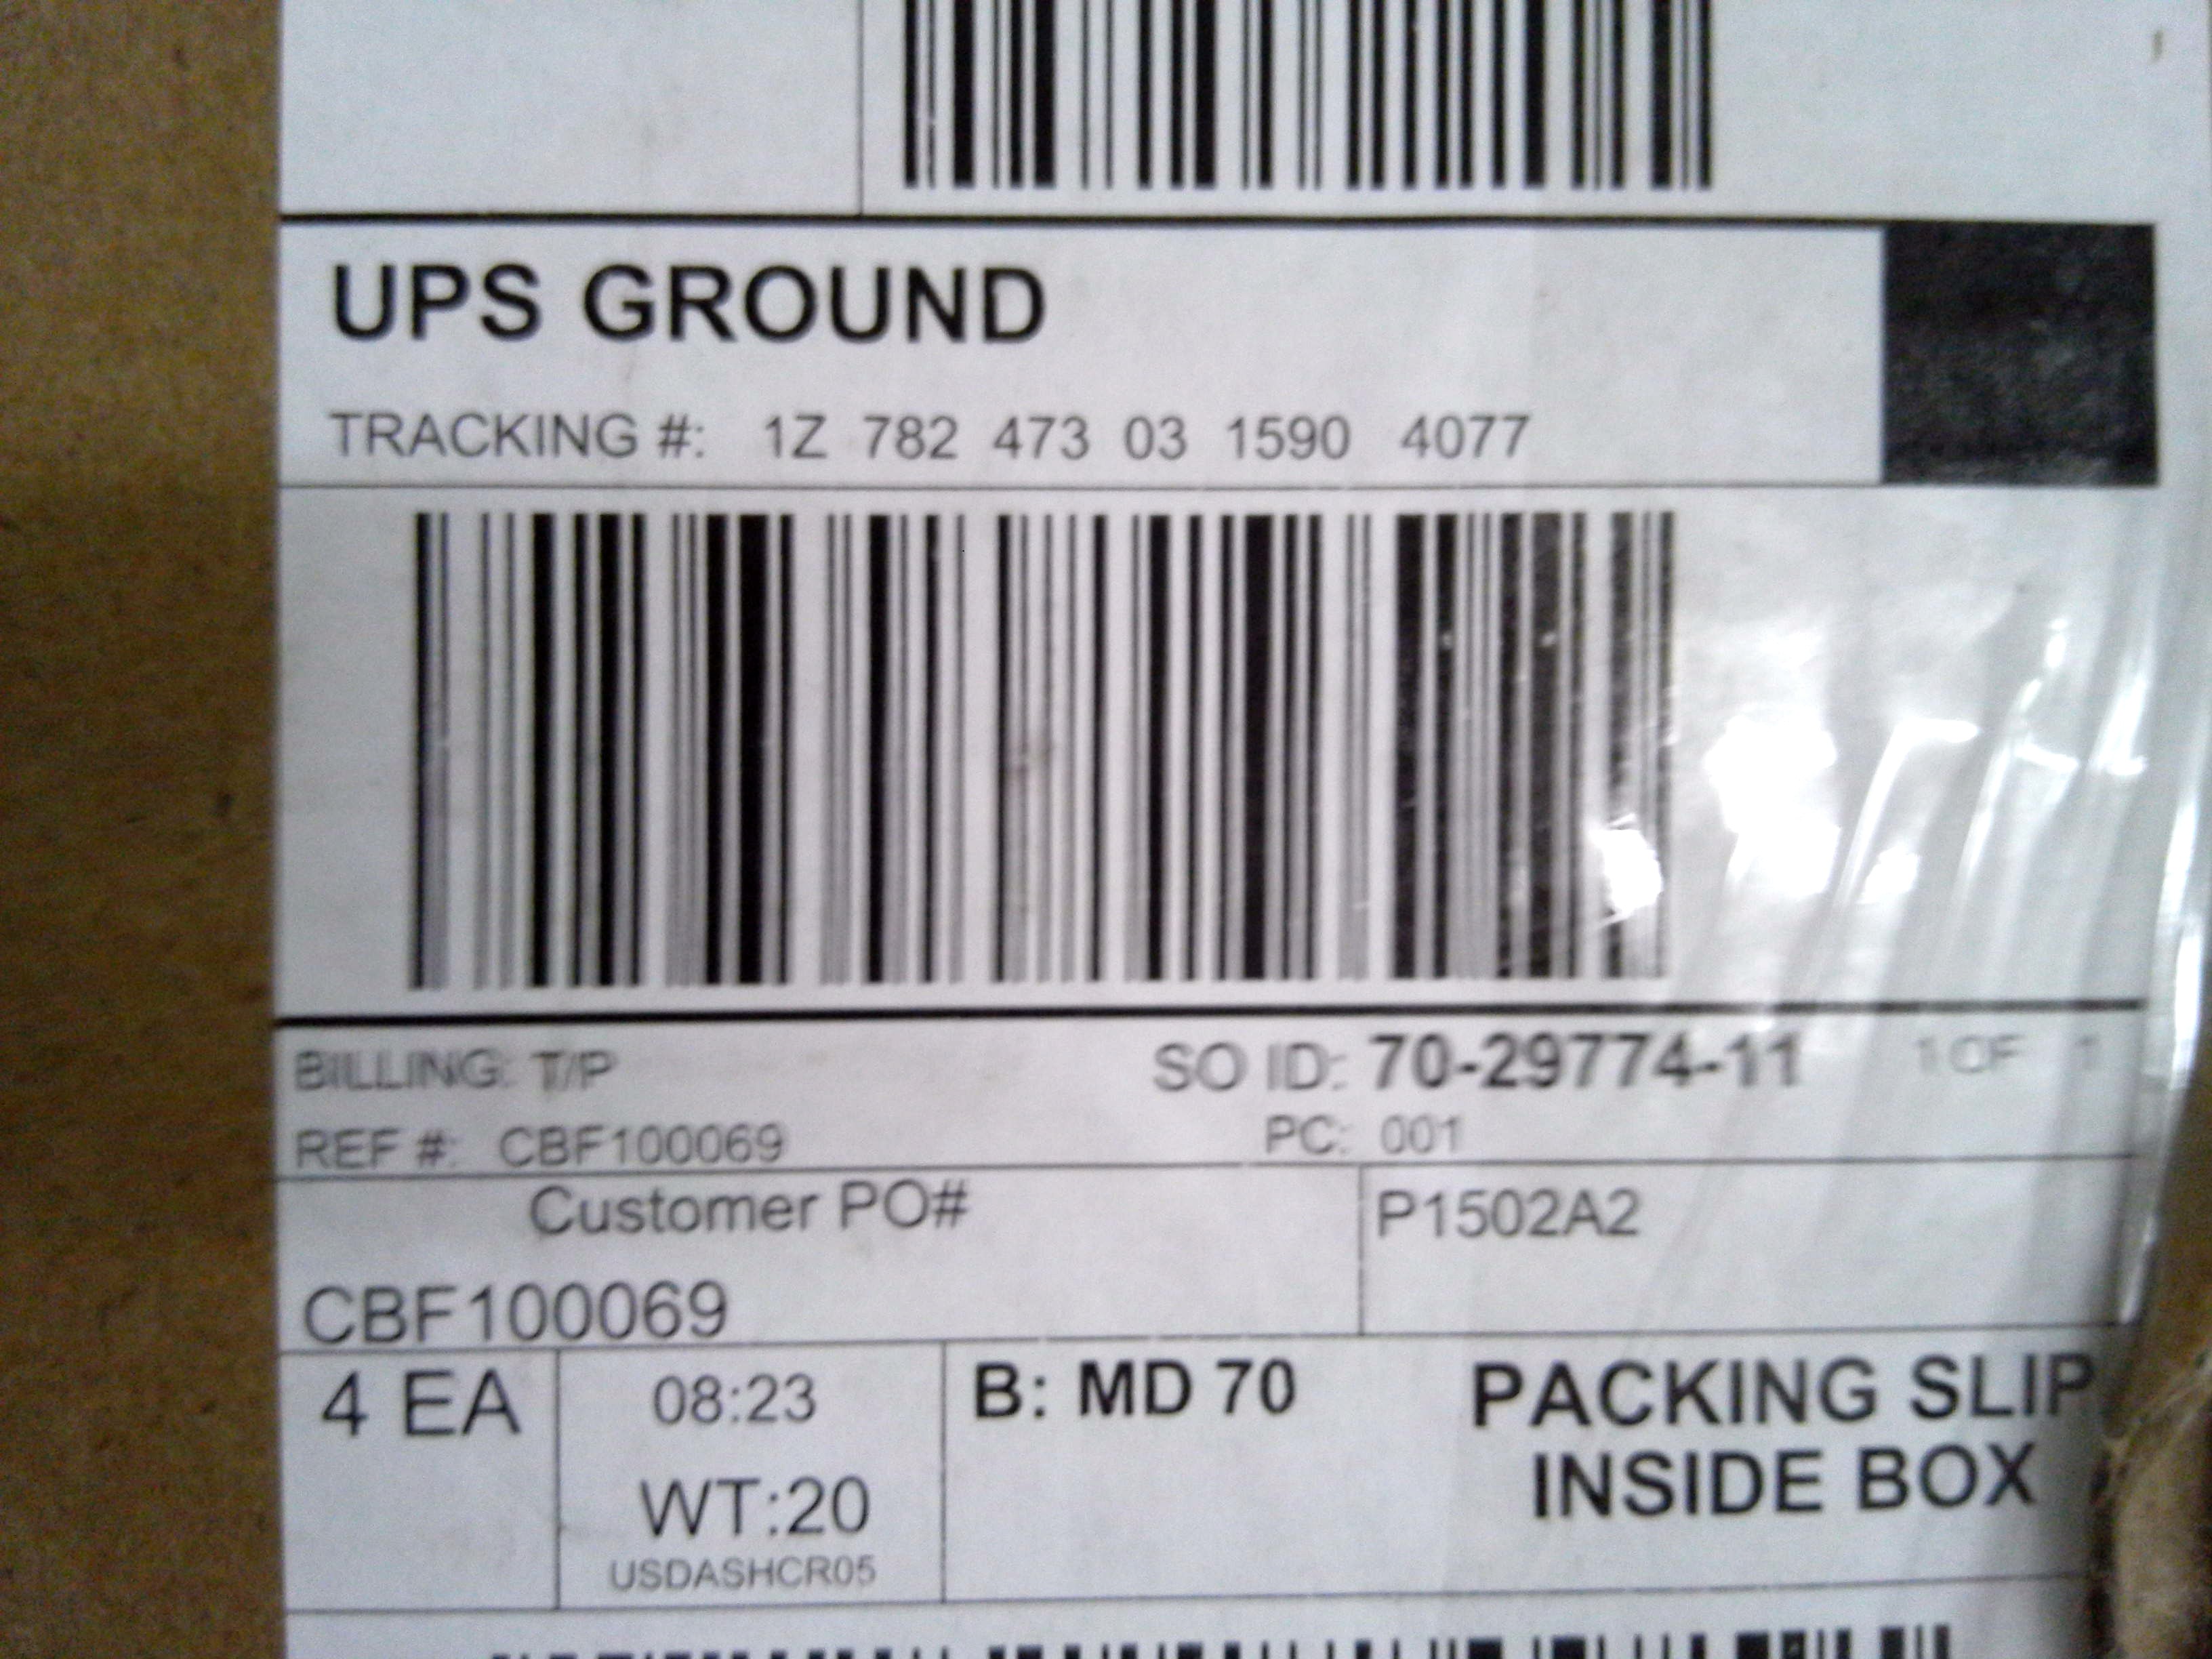 UPS GROUND
TRACKING #: 1Z 782 473 03 1590 4077
BILLING: T/P
SO ID: 70-29774-11 1 OF 1
REF #: CBF100069
PC: 001
Customer PO#
P1502A2
CBF100069
4 EA
08:23
B: MD 70
PACKING SLIP
INSIDE BOX
WT:20
USDASHCR05